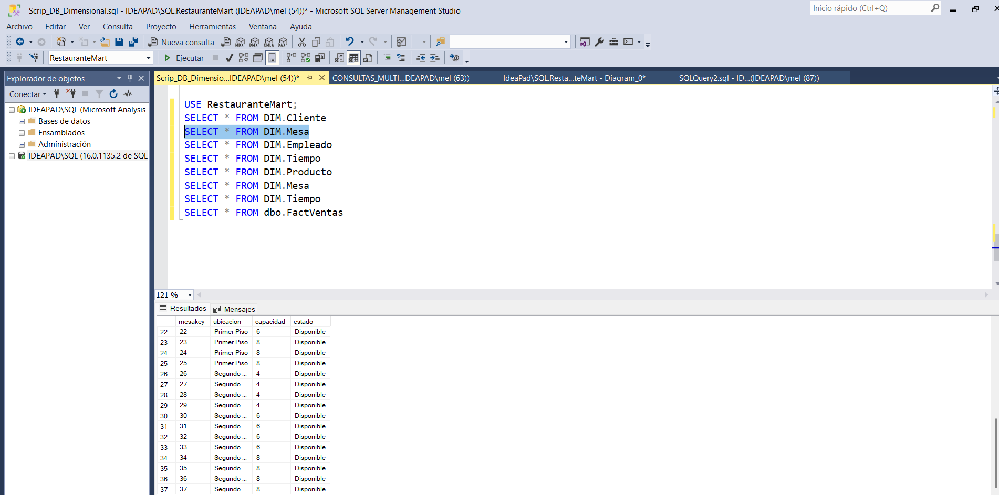 Scrip_DB_Dimensional.sql - IDEAPAD\SQL.RestauranteMart (IDEAPAD\mel (54))* - Microsoft SQL Server Management Studio
Inicio rápido (Ctrl+Q)
Archivo Editar Ver Consulta Proyecto Herramientas Ventana Ayuda
Nueva consulta MDX DMX XMLA DAX
RestauranteMart Ejecutar
Explorador de objetos
Scrip_DB_Dimensio...IDEAPAD\mel (54))* CONSULTAS_MULTI...DEAPAD\mel (63)) IdeaPad\SQL.Resta...teMart - Diagram_0* SQLQuery2.sql - ID...(IDEAPAD\mel (87))
Conectar
IDEAPAD\SQL (Microsoft Analysis
Bases de datos
Ensamblados
Administración
IDEAPAD\SQL (16.0.1135.2 de SQL
USE RestauranteMart;
SELECT * FROM DIM.Cliente
SELECT * FROM DIM.Mesa
SELECT * FROM DIM.Empleado
SELECT * FROM DIM.Tiempo
SELECT * FROM DIM.Producto
SELECT * FROM DIM.Mesa
SELECT * FROM DIM.Tiempo
SELECT * FROM dbo.FactVentas
121 %
Resultados Mensajes
mesakey ubicacion capacidad estado
22 22 Primer Piso 6 Disponible
23 23 Primer Piso 8 Disponible
24 24 Primer Piso 8 Disponible
25 25 Primer Piso 8 Disponible
26 26 Segundo ... 4 Disponible
27 27 Segundo ... 4 Disponible
28 28 Segundo ... 4 Disponible
29 29 Segundo ... 4 Disponible
30 30 Segundo ... 6 Disponible
31 31 Segundo ... 6 Disponible
32 32 Segundo ... 6 Disponible
33 33 Segundo ... 6 Disponible
34 34 Segundo ... 8 Disponible
35 35 Segundo ... 8 Disponible
36 36 Segundo ... 8 Disponible
37 37 Segundo ... 8 Disponible